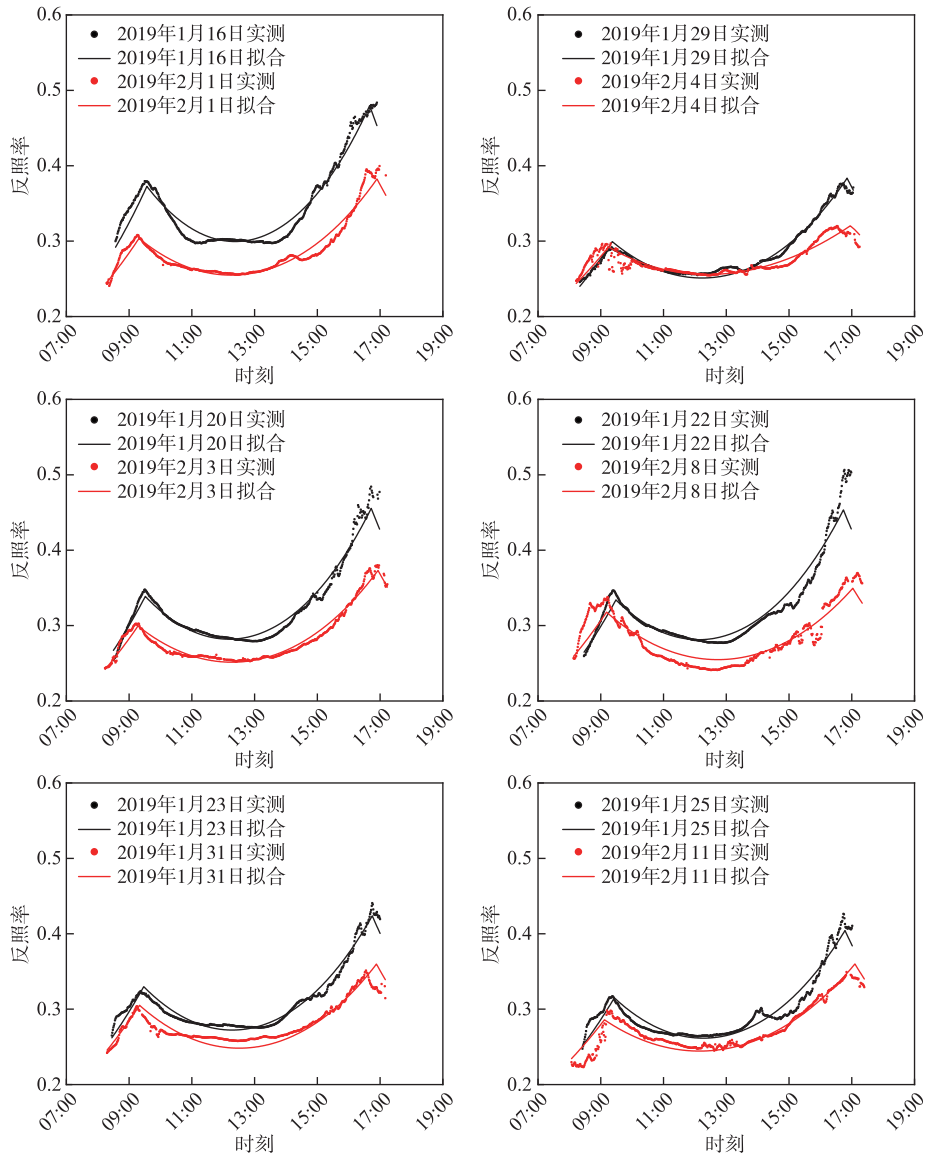 0.6
2019年1月16日实测
2019年1月16日拟合
2019年2月1日实测
2019年2月1日拟合
0.5
0.4
0.3
0.2
反照率
07:00
09:00
11:00
13:00
15:00
17:00
19:00
时刻
2019年1月29日实测
2019年1月29日拟合
2019年2月4日实测
2019年2月4日拟合
0.6
0.5
0.4
0.3
0.2
反照率
07:00
09:00
11:00
13:00
15:00
17:00
19:00
时刻
0.6
2019年1月20日实测
2019年1月20日拟合
2019年2月3日实测
2019年2月3日拟合
0.5
0.4
0.3
0.2
反照率
07:00
09:00
11:00
13:00
15:00
17:00
19:00
时刻
0.6
2019年1月22日实测
2019年1月22日拟合
2019年2月8日实测
2019年2月8日拟合
0.5
0.4
0.3
0.2
反照率
07:00
09:00
11:00
13:00
15:00
17:00
19:00
时刻
0.6
2019年1月23日实测
2019年1月23日拟合
2019年1月31日实测
2019年1月31日拟合
0.5
0.4
0.3
0.2
反照率
07:00
09:00
11:00
13:00
15:00
17:00
19:00
时刻
0.6
2019年1月25日实测
2019年1月25日拟合
2019年2月11日实测
2019年2月11日拟合
0.5
0.4
0.3
0.2
反照率
07:00
09:00
11:00
13:00
15:00
17:00
19:00
时刻